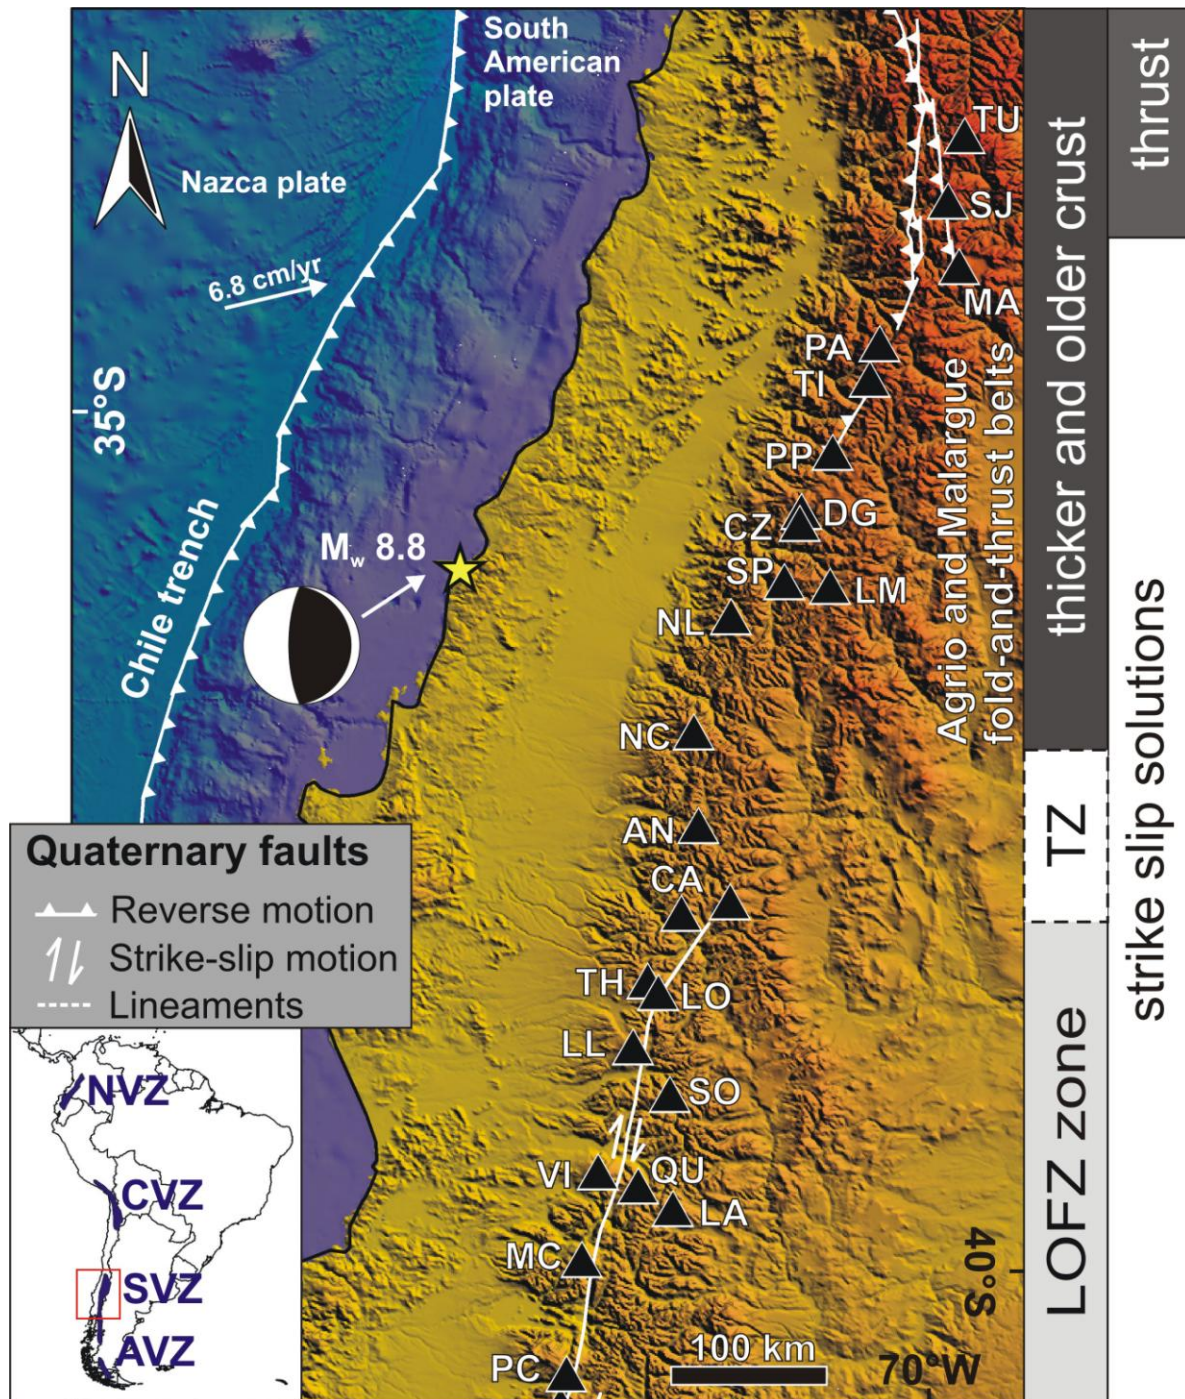 South
American
plate
N
Nazca plate
6.8 cm/yr
35°S
Chile trench
M_w 8.8
TU
SJ
MA
PA
TI
PP
DG
CZ
SP
LM
NL
NC
AN
CA
TH
LO
LL
SO
VI
QU
LA
MC
PC
Agrio and Malargue
fold-and-thrust belts
40°S
100 km
70°W
thicker and older crust
TZ
LOFZ zone
thrust
strike slip solutions
Quaternary faults
Reverse motion
Strike-slip motion
Lineaments
NVZ
CVZ
SVZ
AVZ